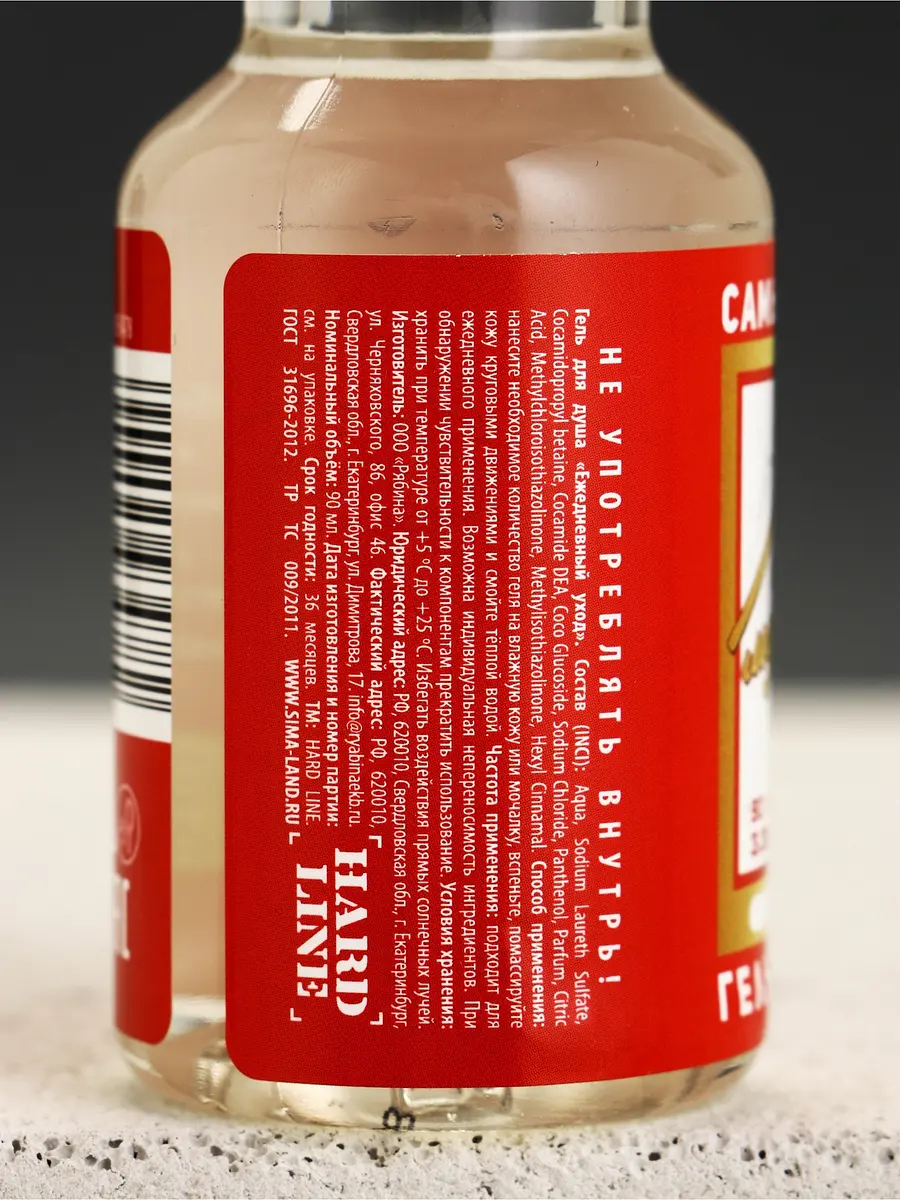 НЕ УПОТРЕБЛЯТЬ ВНУТРЬ!
Гель для душа «Ежедневный уход». Состав (INCI): Aqua, Sodium Laureth Sulfate,
Cocamidopropyl betaine, Cocamide DEA, Coco Glucoside, Sodium Chloride, Panthenol, Parfum, Citric
Acid, Methylchloroisothiazolinone, Methylisothiazolinone, Hexyl Cinnamal. Способ применения:
нанесите необходимое количество геля на влажную кожу или мочалку, вспеньте, помассируйте
кожу круговыми движениями и смойте тёплой водой. Частота применения: подходит для
ежедневного применения. Возможна индивидуальная непереносимость ингредиентов. При
обнаружении чувствительности к компонентам прекратить использование. Условия хранения:
хранить при температуре от +5 °С до +25 °С. Избегать воздействия прямых солнечных лучей.
Изготовитель: ООО «Рябина». Юридический адрес: РФ, 620010, Свердловская обл., г. Екатеринбург,
ул. Черняховского, 86, офис 46. Фактический адрес: РФ, 620010,
Свердловская обл., г. Екатеринбург, ул. Димитрова, 17. info@ryabinaekb.ru.
Номинальный объём: 90 мл. Дата изготовления и номер партии:
см. на упаковке. Срок годности: 36 месяцев. ТМ: HARD LINE.
ГОСТ 31696-2012. ТР ТС 009/2011. WWW.SIMA-LAND.RU
HARD
LINE
САМ
ГЕЛ
8